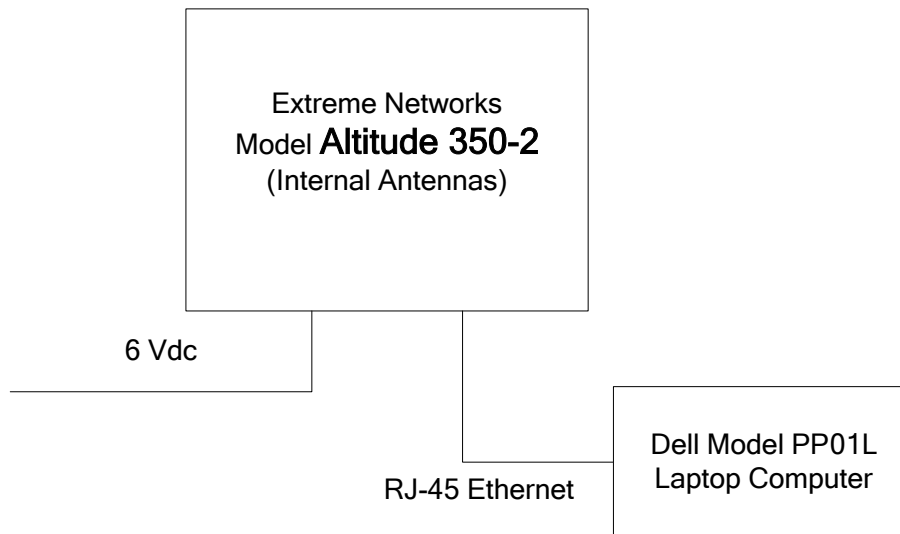 Extreme Networks
Model Altitude 350-2
(Internal Antennas)
6 Vdc
Dell Model PP01L
Laptop Computer
RJ-45 Ethernet